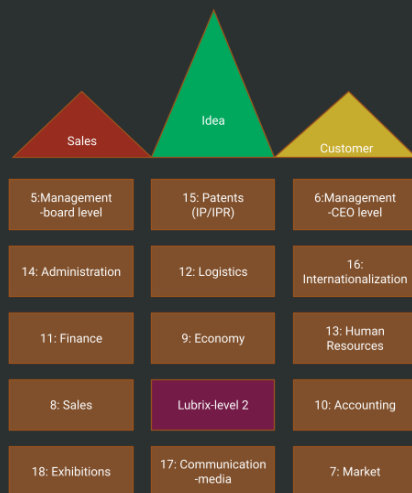 Idea
Sales
Customer
5:Management
-board level
15: Patents
(IP/IPR)
6:Management
-CEO level
14: Administration
12: Logistics
16:
Internationalization
11: Finance
9: Economy
13: Human
Resources
8: Sales
Lubrix-level 2
10: Accounting
18: Exhibitions
17: Communication
-media
7: Market